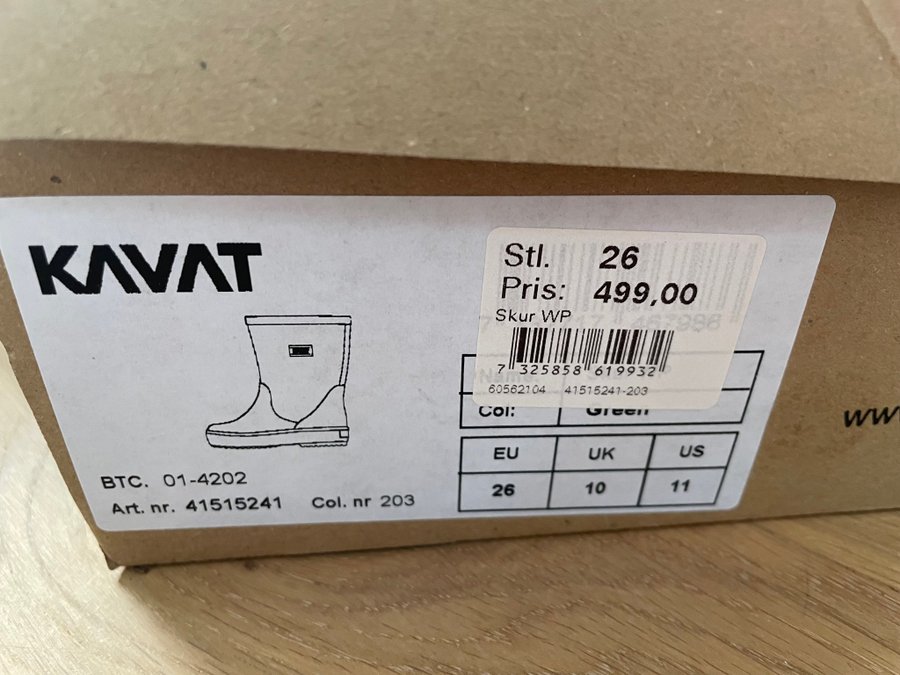 KAVAT
Stl. 26
Pris: 499,00
Skur WP
7 325858 619932
60562104 41515241-203
Name:
Col: Green
EU UK US
26 10 11
BTC. 01-4202
Art. nr. 41515241 Col. nr 203